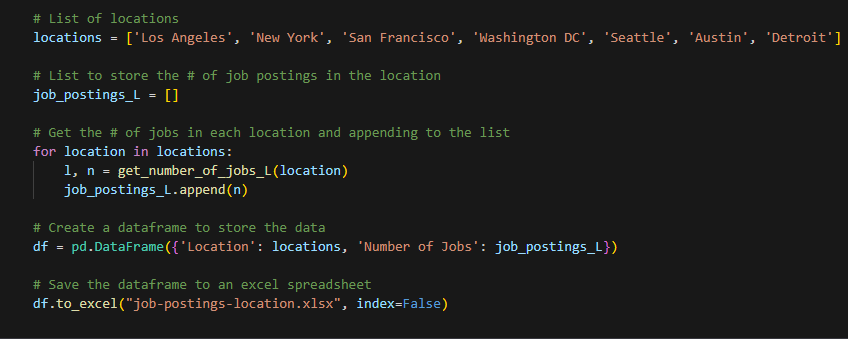 # List of locations
locations = ['Los Angeles', 'New York', 'San Francisco', 'Washington DC', 'Seattle', 'Austin', 'Detroit']
# List to store the # of job postings in the location
job_postings_L = []
# Get the # of jobs in each location and appending to the list
for location in locations:
    l, n = get_number_of_jobs_L(location)
    job_postings_L.append(n)
# Create a dataframe to store the data
df = pd.DataFrame({'Location': locations, 'Number of Jobs': job_postings_L})
# Save the dataframe to an excel spreadsheet
df.to_excel("job-postings-location.xlsx", index=False)